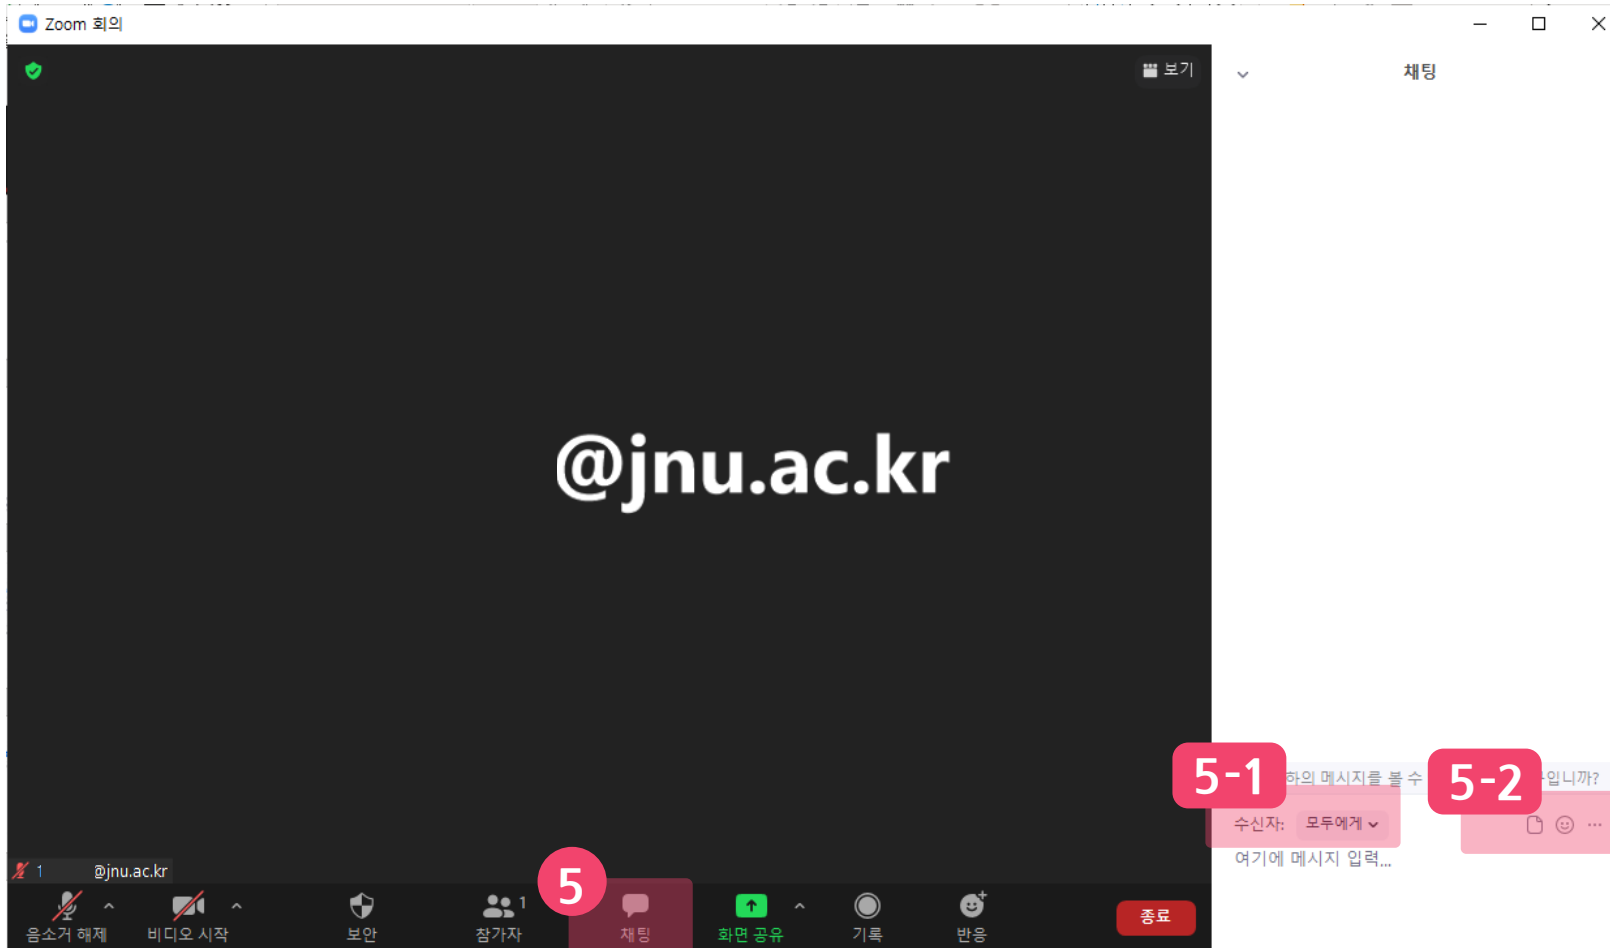 Zoom 회의
보기
채팅
@jnu.ac.kr
5-1
하의 메시지를 볼 수
5-2
입니까?
수신자: 모두에게
여기에 메시지 입력...
1 @jnu.ac.kr
5
1
음소거 해제 비디오 시작 보안 참가자 채팅 화면 공유 기록 반응 종료